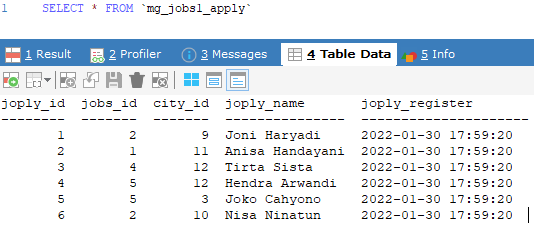 1 SELECT * FROM `mg_jobs1_apply`
1 Result 2 Profiler 3 Messages 4 Table Data 5 Info
joply_id jobs_id city_id joply_name joply_register
-------- ------- ------- --------------- -------------------
1 2 9 Joni Haryadi 2022-01-30 17:59:20
2 1 11 Anisa Handayani 2022-01-30 17:59:20
3 4 12 Tirta Sista 2022-01-30 17:59:20
4 5 12 Hendra Arwandi 2022-01-30 17:59:20
5 5 3 Joko Cahyono 2022-01-30 17:59:20
6 2 10 Nisa Ninatun 2022-01-30 17:59:20